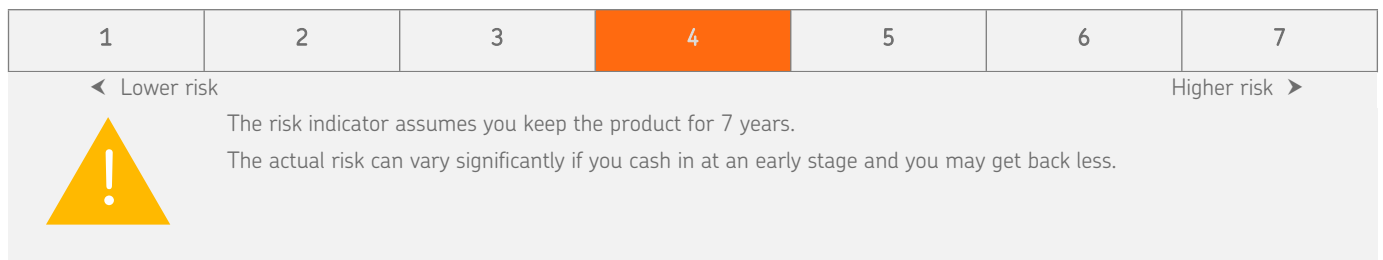 1 2 3 4 5 6 7
Lower risk Higher risk
The risk indicator assumes you keep the product for 7 years.
The actual risk can vary significantly if you cash in at an early stage and you may get back less.
!